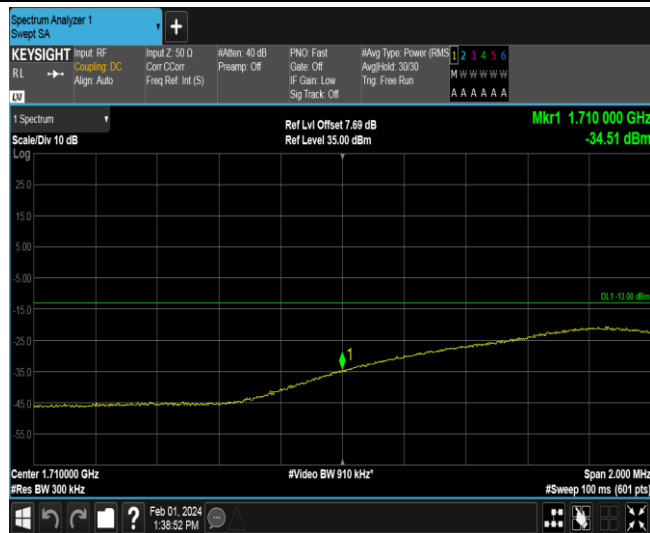 Spectrum Analyzer 1
Swept SA
+
KEYSIGHT
RL
Input: RF
Coupling: DC
Align: Auto
Input Z: 50 Ω
Corr CCorr
Freq Ref: Int (S)
#Atten: 40 dB
Preamp: Off
PNO: Fast
Gate: Off
IF Gain: Low
Sig Track: Off
#Avg Type: Power (RMS
Avg|Hold: 30/30
Trig: Free Run
1 2 3 4 5 6
M W W W W W
A A A A A A
1 Spectrum
Scale/Div 10 dB
Log
Ref Lvl Offset 7.69 dB
Ref Level 35.00 dBm
Mkr1 1.710 000 GHz
-34.51 dBm
25.0
15.0
5.00
-5.00
-15.0
-25.0
-35.0
-45.0
-55.0
DL1 -13.00 dBm
1
Center 1.710000 GHz
#Res BW 300 kHz
#Video BW 910 kHz*
Span 2.000 MHz
#Sweep 100 ms (601 pts)
?
Feb 01, 2024
1:38:52 PM